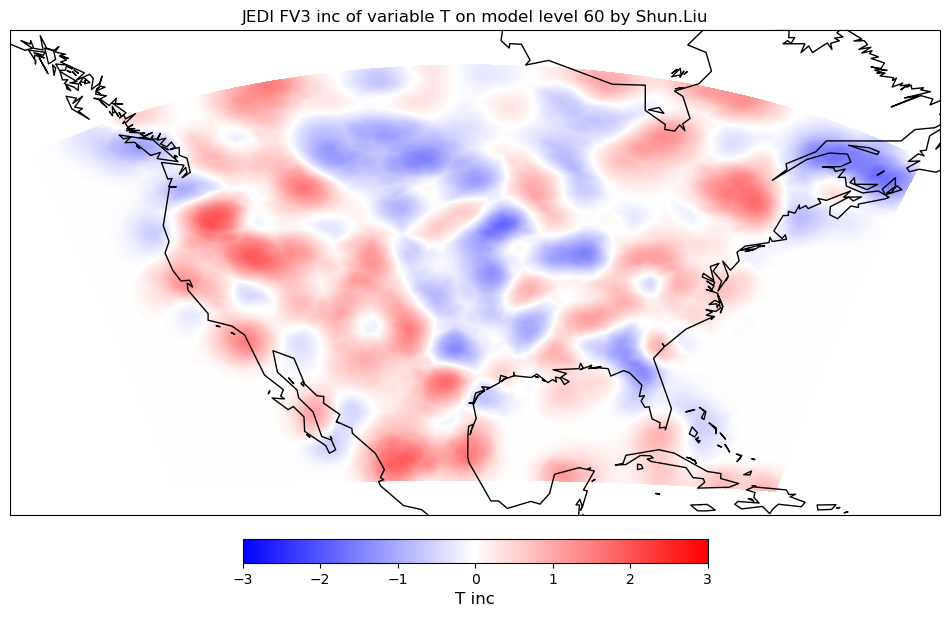 JEDI FV3 inc of variable T on model level 60 by Shun.Liu
−3 −2 −1 0 1 2 3
T inc